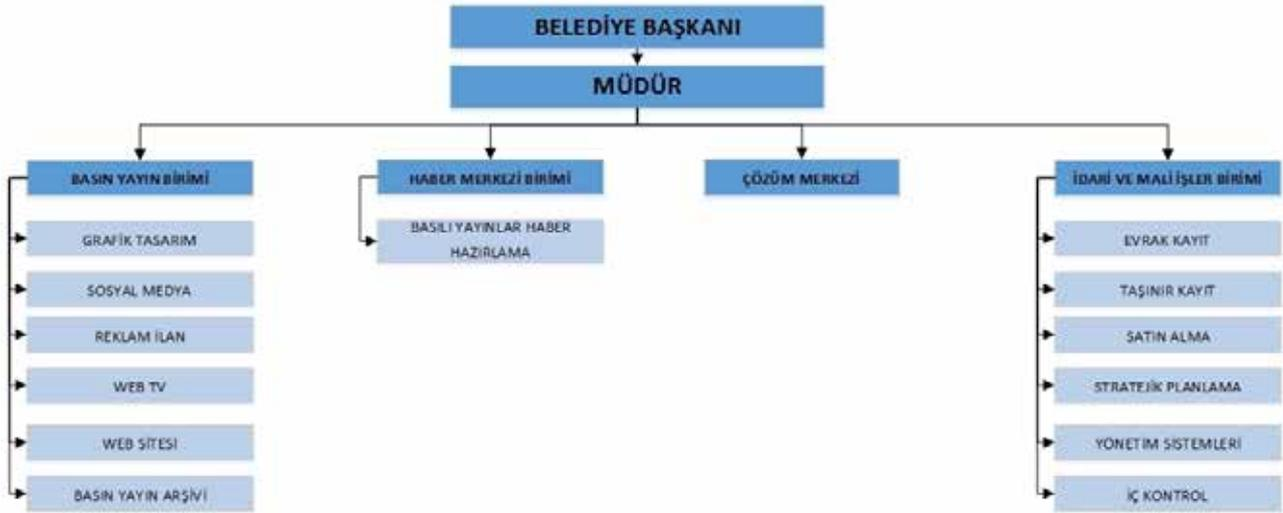 BELEDİYE BAŞKANI
MÜDÜR
BASIN YAYIN BİRİMİ
GRAFİK TASARIM
SOSYAL MEDYA
REKLAM İLAN
WEB TV
WEB SİTESİ
BASIN YAYIN ARŞİVİ
HABER MERKEZİ BİRİMİ
BASILI YAYINLAR HABER
HAZIRLAMA
ÇÖZÜM MERKEZİ
İDARİ VE MALİ İŞLER BİRİMİ
EVRAK KAYIT
TAŞINIR KAYIT
SATIN ALMA
STRATEJİK PLANLAMA
YÖNETİM SİSTEMLERİ
İÇ KONTROL